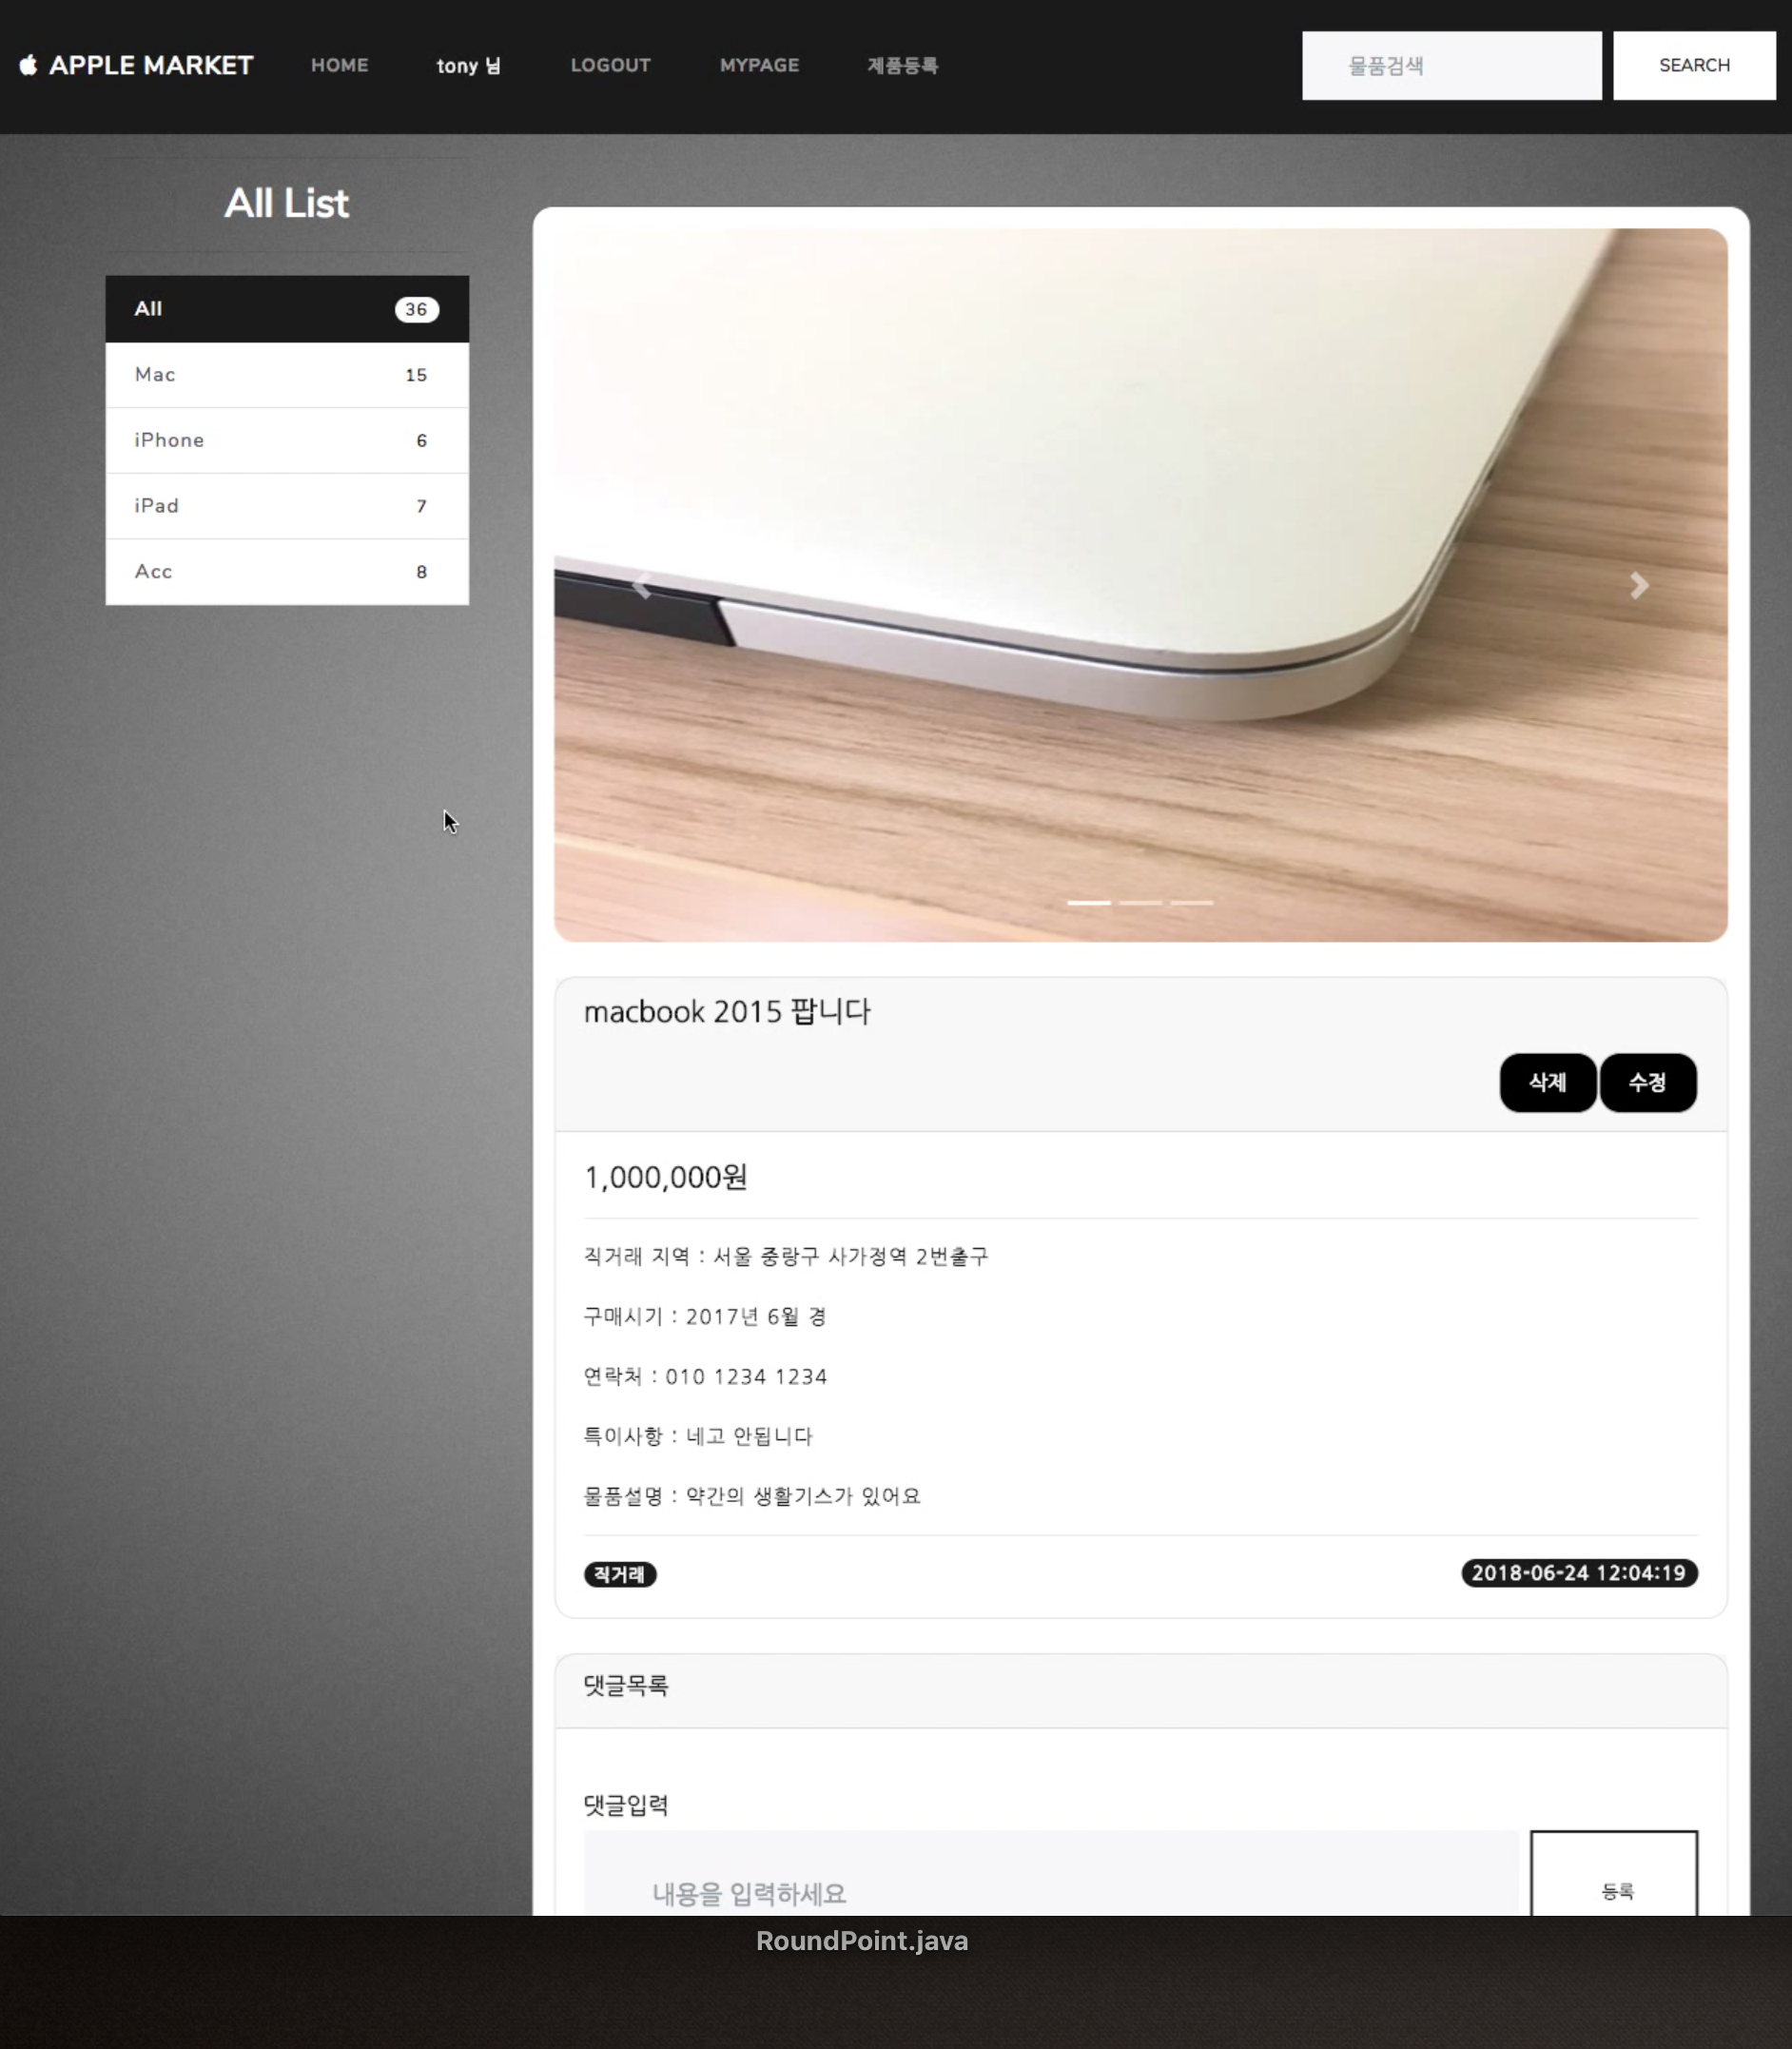 APPLE MARKET HOME tony 님 LOGOUT MYPAGE 제품등록 물품검색 SEARCH
All List
All 36
Mac 15
iPhone 6
iPad 7
Acc 8
macbook 2015 팝니다
삭제 수정
1,000,000원
직거래 지역 : 서울 중랑구 사가정역 2번출구
구매시기 : 2017년 6월 경
연락처 : 010 1234 1234
특이사항 : 네고 안됩니다
물품설명 : 약간의 생활기스가 있어요
직거래 2018-06-24 12:04:19
댓글목록
댓글입력
내용을 입력하세요 등록
RoundPoint.java